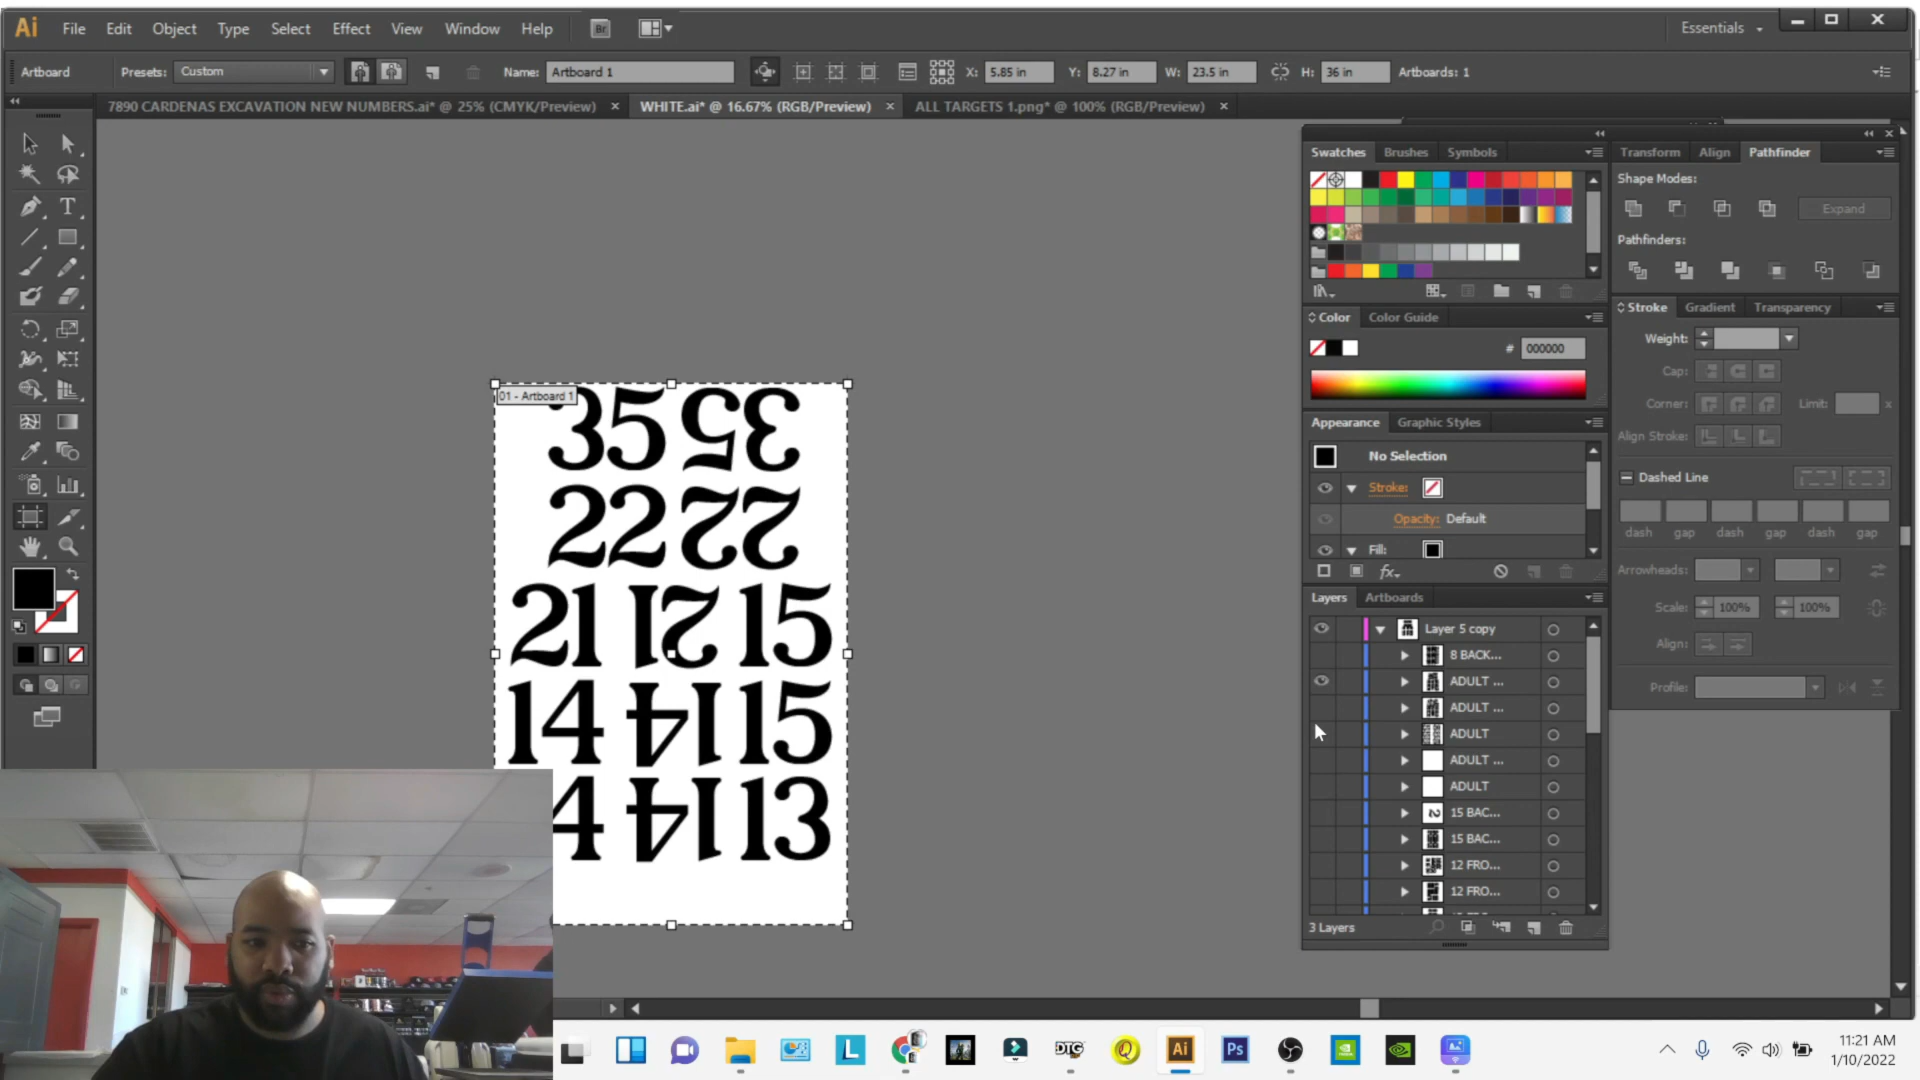 Ai File Edit Object Type Select Effect View Window Help Br Essentials
Artboard Presets: Custom Name: Artboard 1 X: 5.85 in Y: 8.27 in W: 23.5 in H: 36 in Artboards: 1
7890 CARDENAS EXCAVATION NEW NUMBERS.ai* @ 25% (CMYK/Preview) × WHITE.ai* @ 16.67% (RGB/Preview) × ALL TARGETS 1.png* @ 100% (RGB/Preview) ×
Swatches Brushes Symbols
Transform Align Pathfinder
Shape Modes:
Expand
Pathfinders:
Color Color Guide
# 000000
Stroke Gradient Transparency
Weight:
Cap:
Corner: Limit: x
Align Stroke:
Dashed Line
dash gap dash gap dash gap
Arrowheads:
Scale: 100% 100%
Align:
Profile:
Appearance Graphic Styles
No Selection
Stroke:
Opacity: Default
Fill:
fx
Layers Artboards
Layer 5 copy
8 BACK...
ADULT ...
ADULT ...
ADULT
ADULT ...
ADULT
15 BAC...
15 BAC...
12 FRO...
12 FRO...
3 Layers
01 - Artboard 1
35 35
22 22
21 21 15
14 14 15
4 14 13
L DTG Q Ai Ps
11:21 AM
1/10/2022